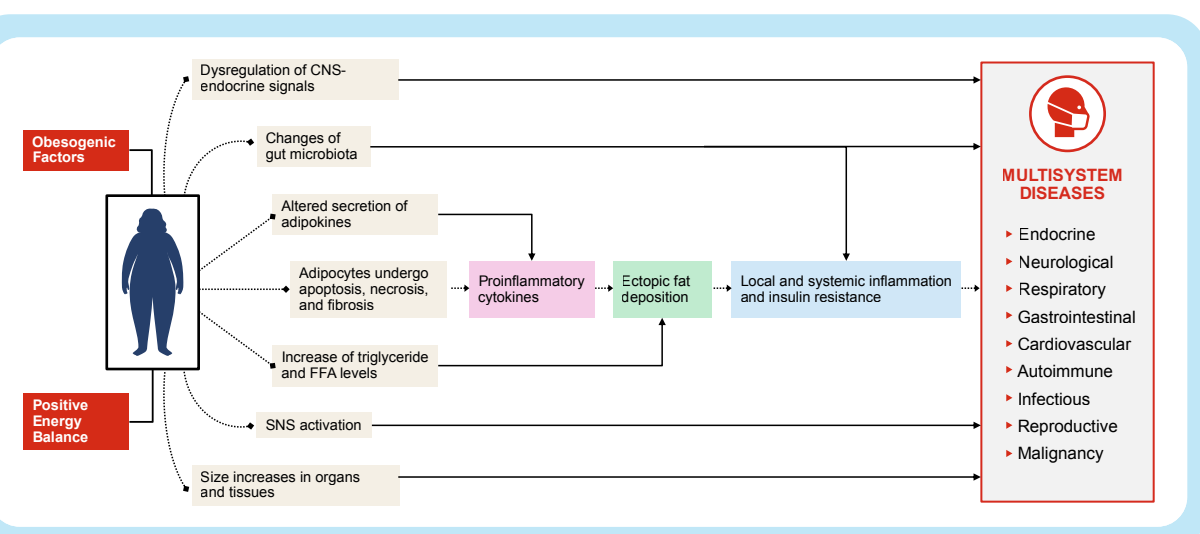 Dysregulation of CNS-
endocrine signals
Obesogenic
Factors
Changes of
gut microbiota
Altered secretion of
adipokines
Adipocytes undergo
apoptosis, necrosis,
and fibrosis
Proinflammatory
cytokines
Ectopic fat
deposition
Local and systemic inflammation
and insulin resistance
Increase of triglyceride
and FFA levels
Positive
Energy
Balance
SNS activation
Size increases in organs
and tissues
MULTISYSTEM
DISEASES
Endocrine
Neurological
Respiratory
Gastrointestinal
Cardiovascular
Autoimmune
Infectious
Reproductive
Malignancy